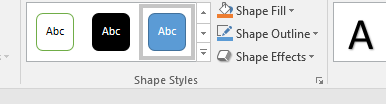 Abc Abc Abc Shape Fill
Shape Outline
Shape Effects
A
Shape Styles